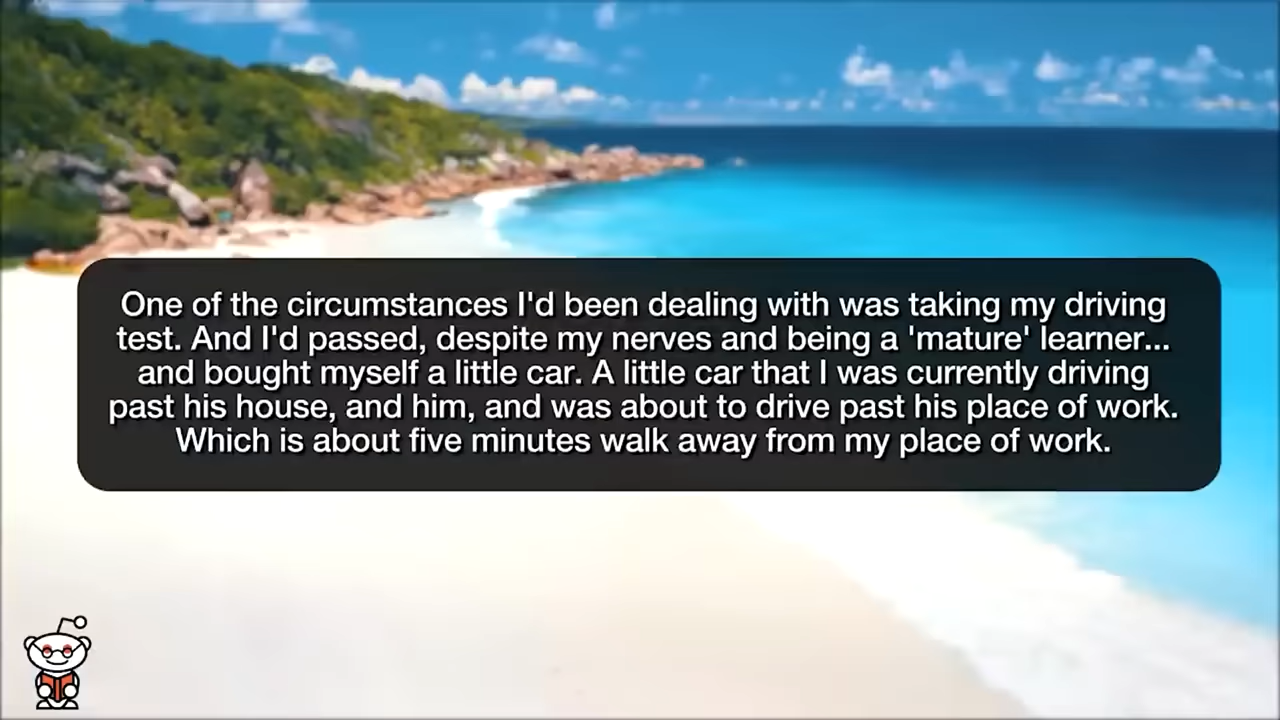 One of the circumstances I'd been dealing with was taking my driving
test. And I'd passed, despite my nerves and being a 'mature' learner...
and bought myself a little car. A little car that I was currently driving
past his house, and him, and was about to drive past his place of work.
Which is about five minutes walk away from my place of work.